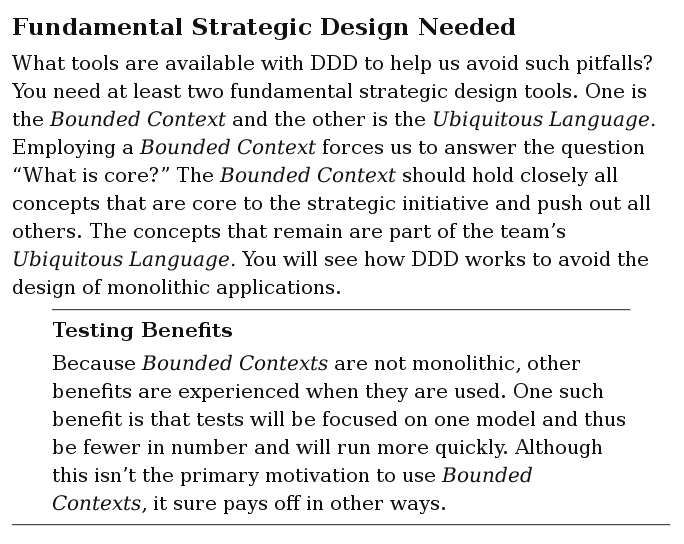 Fundamental Strategic Design Needed
What tools are available with DDD to help us avoid such pitfalls?
You need at least two fundamental strategic design tools. One is
the Bounded Context and the other is the Ubiquitous Language.
Employing a Bounded Context forces us to answer the question
“What is core?” The Bounded Context should hold closely all
concepts that are core to the strategic initiative and push out all
others. The concepts that remain are part of the team’s
Ubiquitous Language. You will see how DDD works to avoid the
design of monolithic applications.
Testing Benefits
Because Bounded Contexts are not monolithic, other
benefits are experienced when they are used. One such
benefit is that tests will be focused on one model and thus
be fewer in number and will run more quickly. Although
this isn’t the primary motivation to use Bounded
Contexts, it sure pays off in other ways.